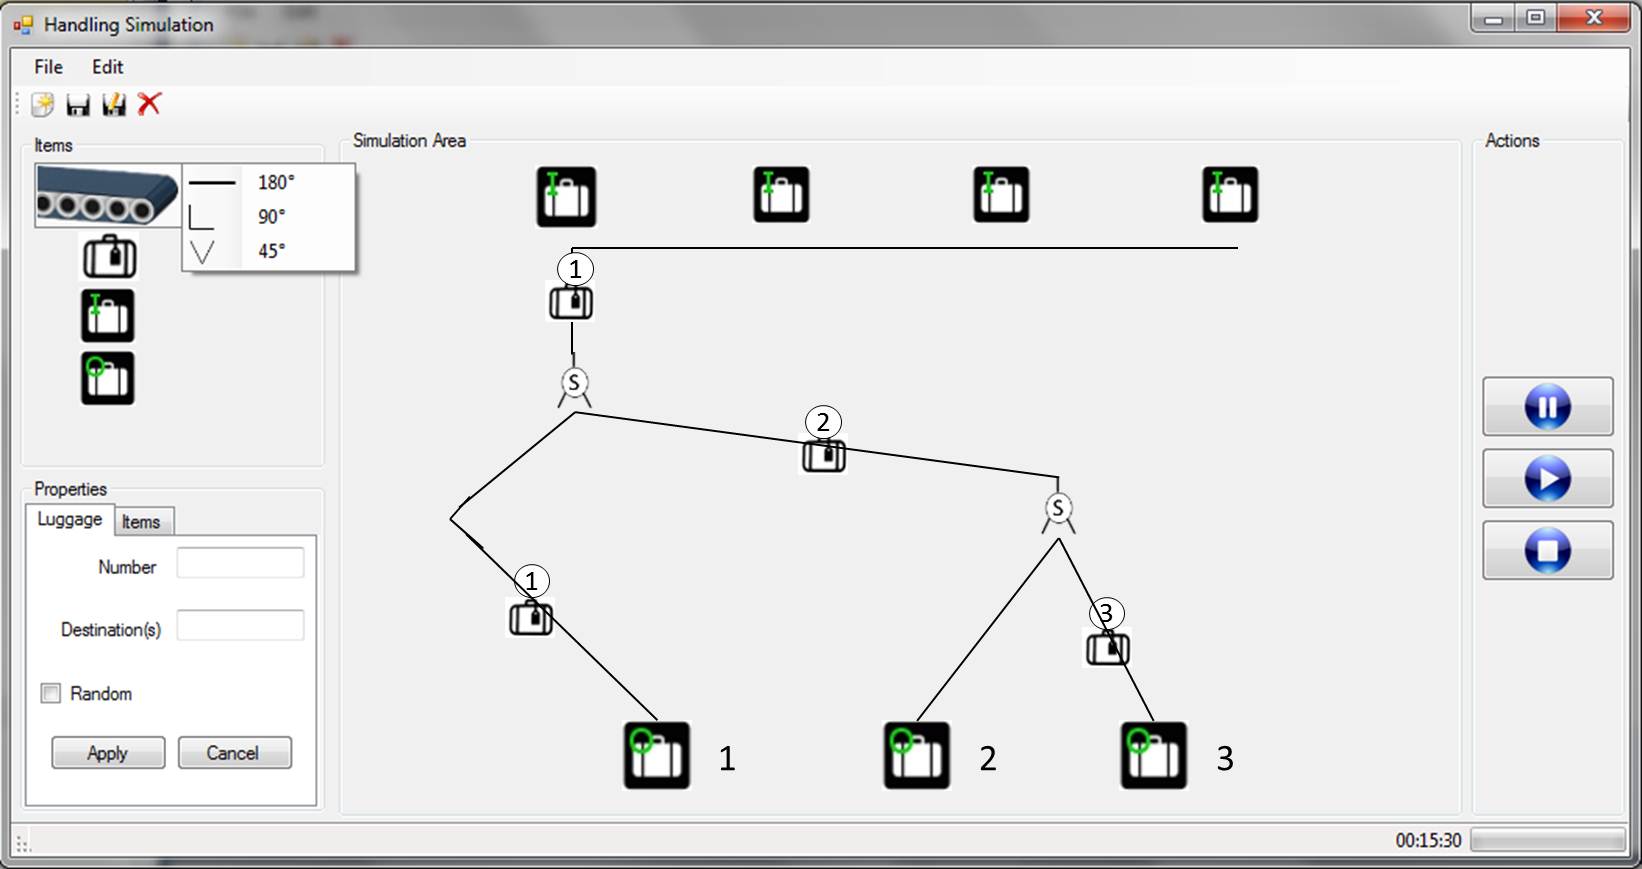 Handling Simulation
File Edit
Items
180°
90°
45°
Simulation Area
Actions
1
S
2
S
1
3
1
2
3
Properties
Luggage Items
Number
Destination(s)
Random
Apply Cancel
00:15:30